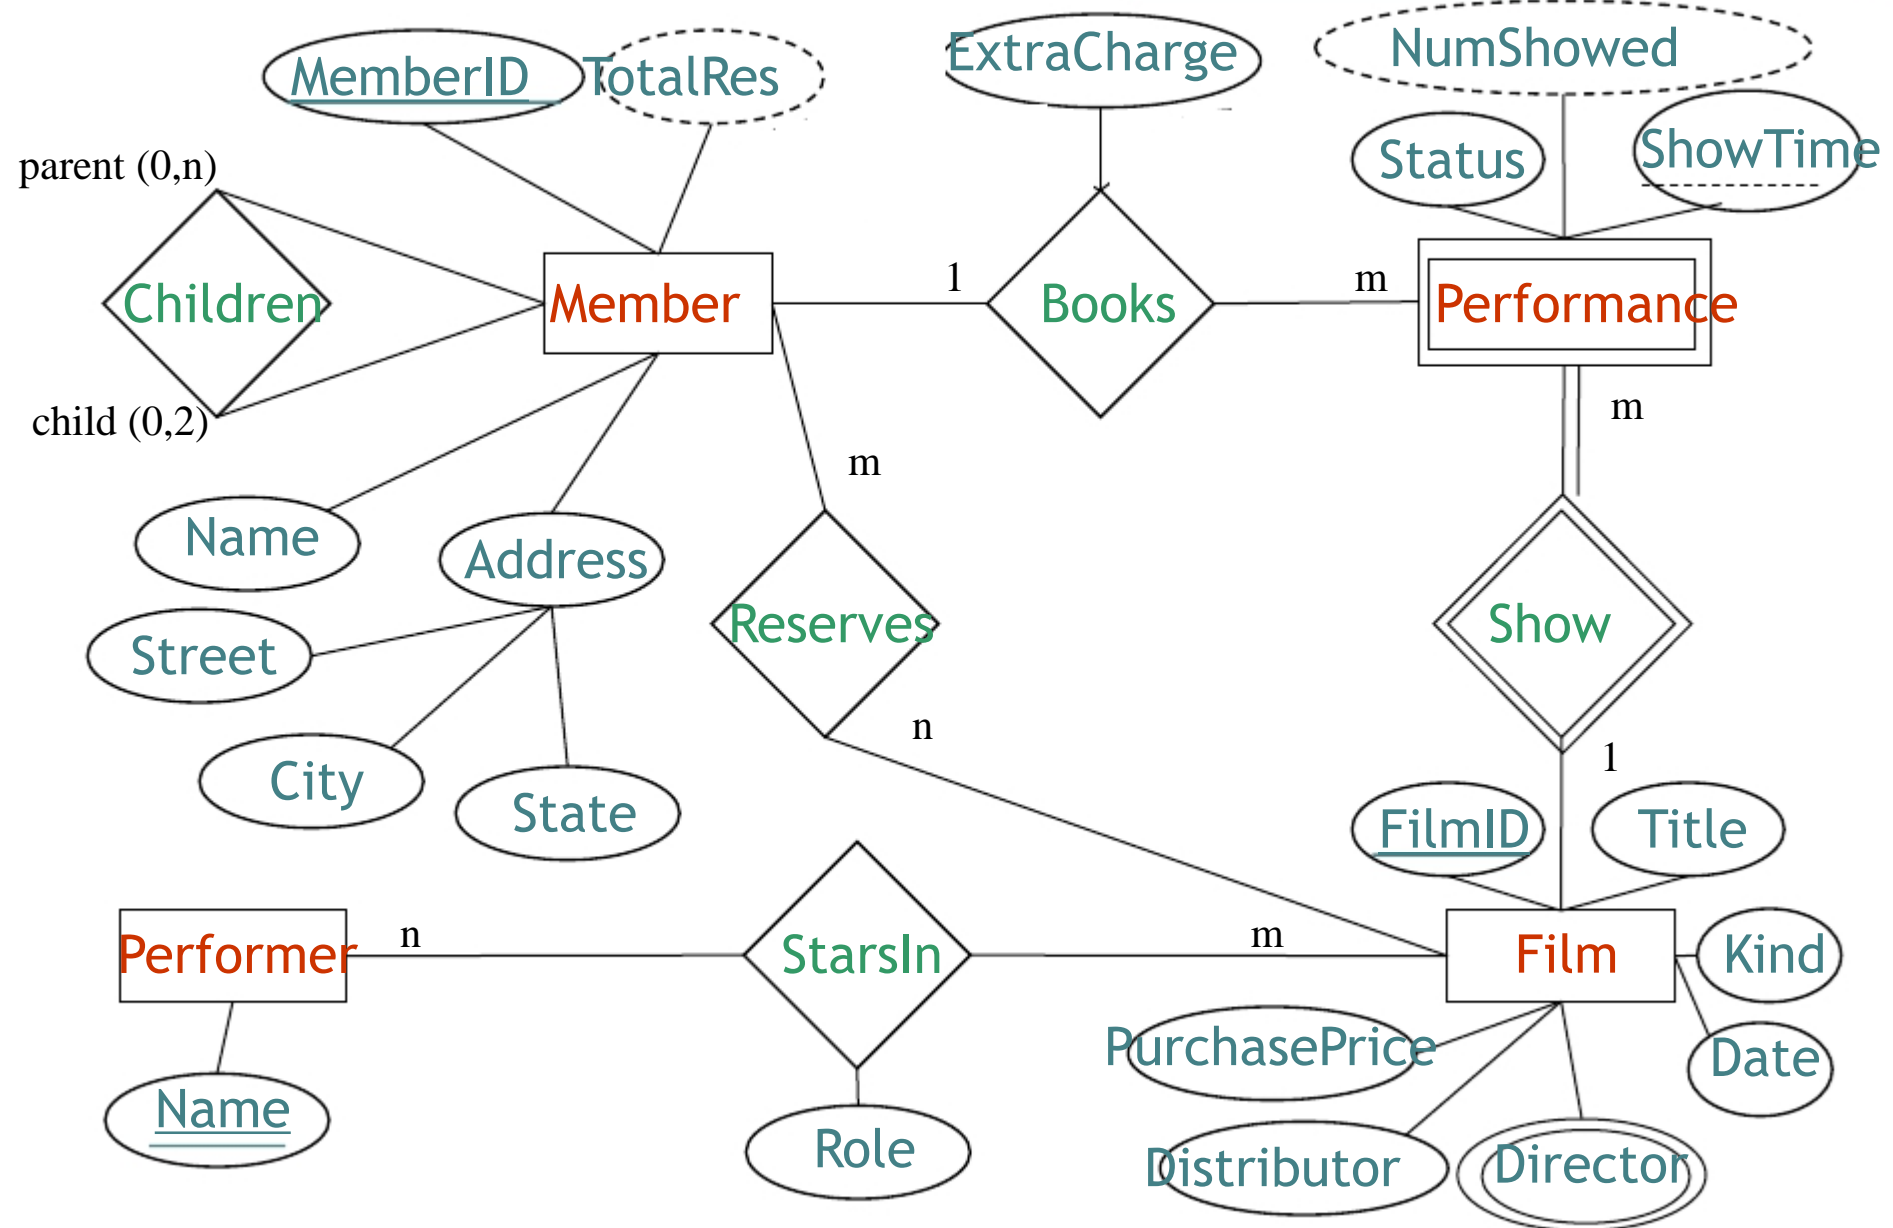 MemberID
TotalRes
ExtraCharge
NumShowed
Status
ShowTime
parent (0,n)
Children
Member
1
Books
m
Performance
child (0,2)
m
m
Name
Address
Reserves
Show
Street
n
1
City
State
FilmID
Title
Performer
n
StarsIn
m
Film
Kind
PurchasePrice
Date
Name
Role
Distributor
Director